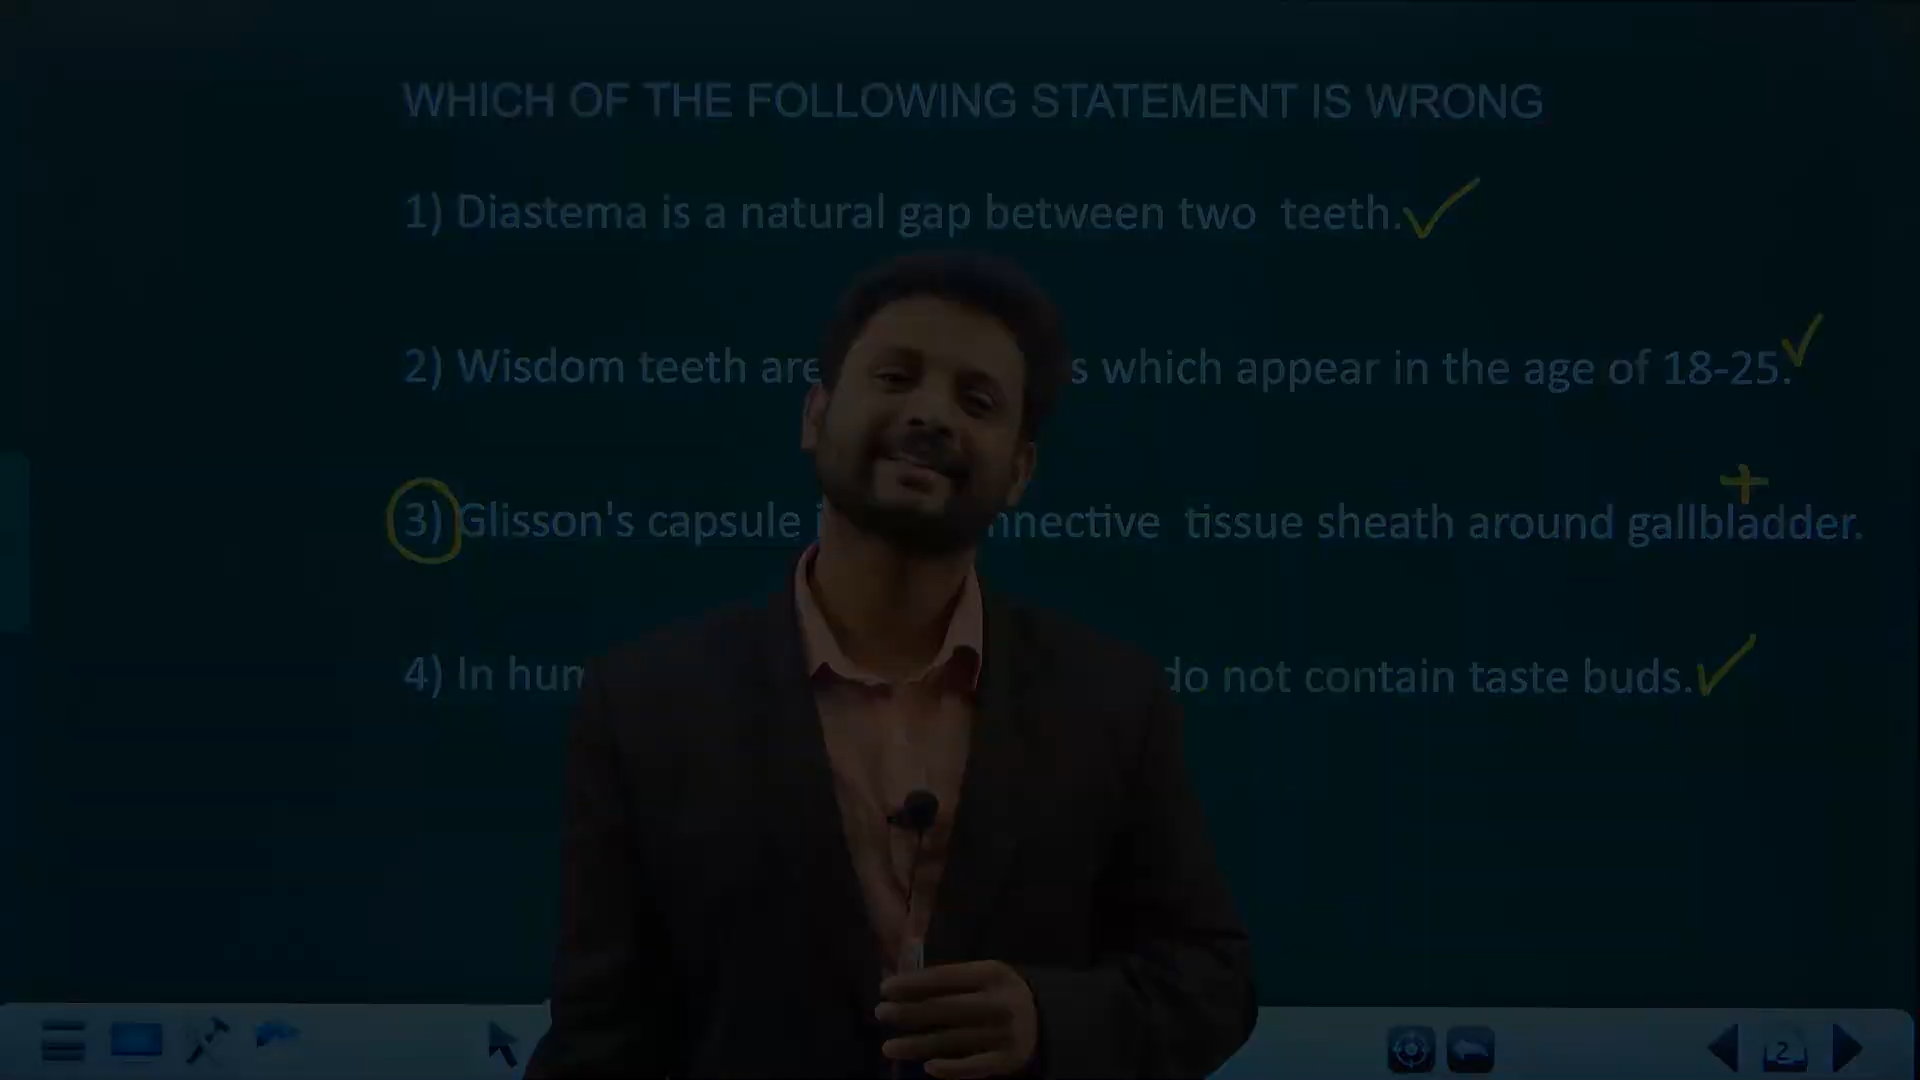 WHICH OF THE FOLLOWING STATEMENT IS WRONG
1) Diastema is a natural gap between two teeth.
2) Wisdom teeth are s which appear in the age of 18-25.
3) Glisson's capsule i nnective tissue sheath around gallbladder.
4) In hum do not contain taste buds.
2